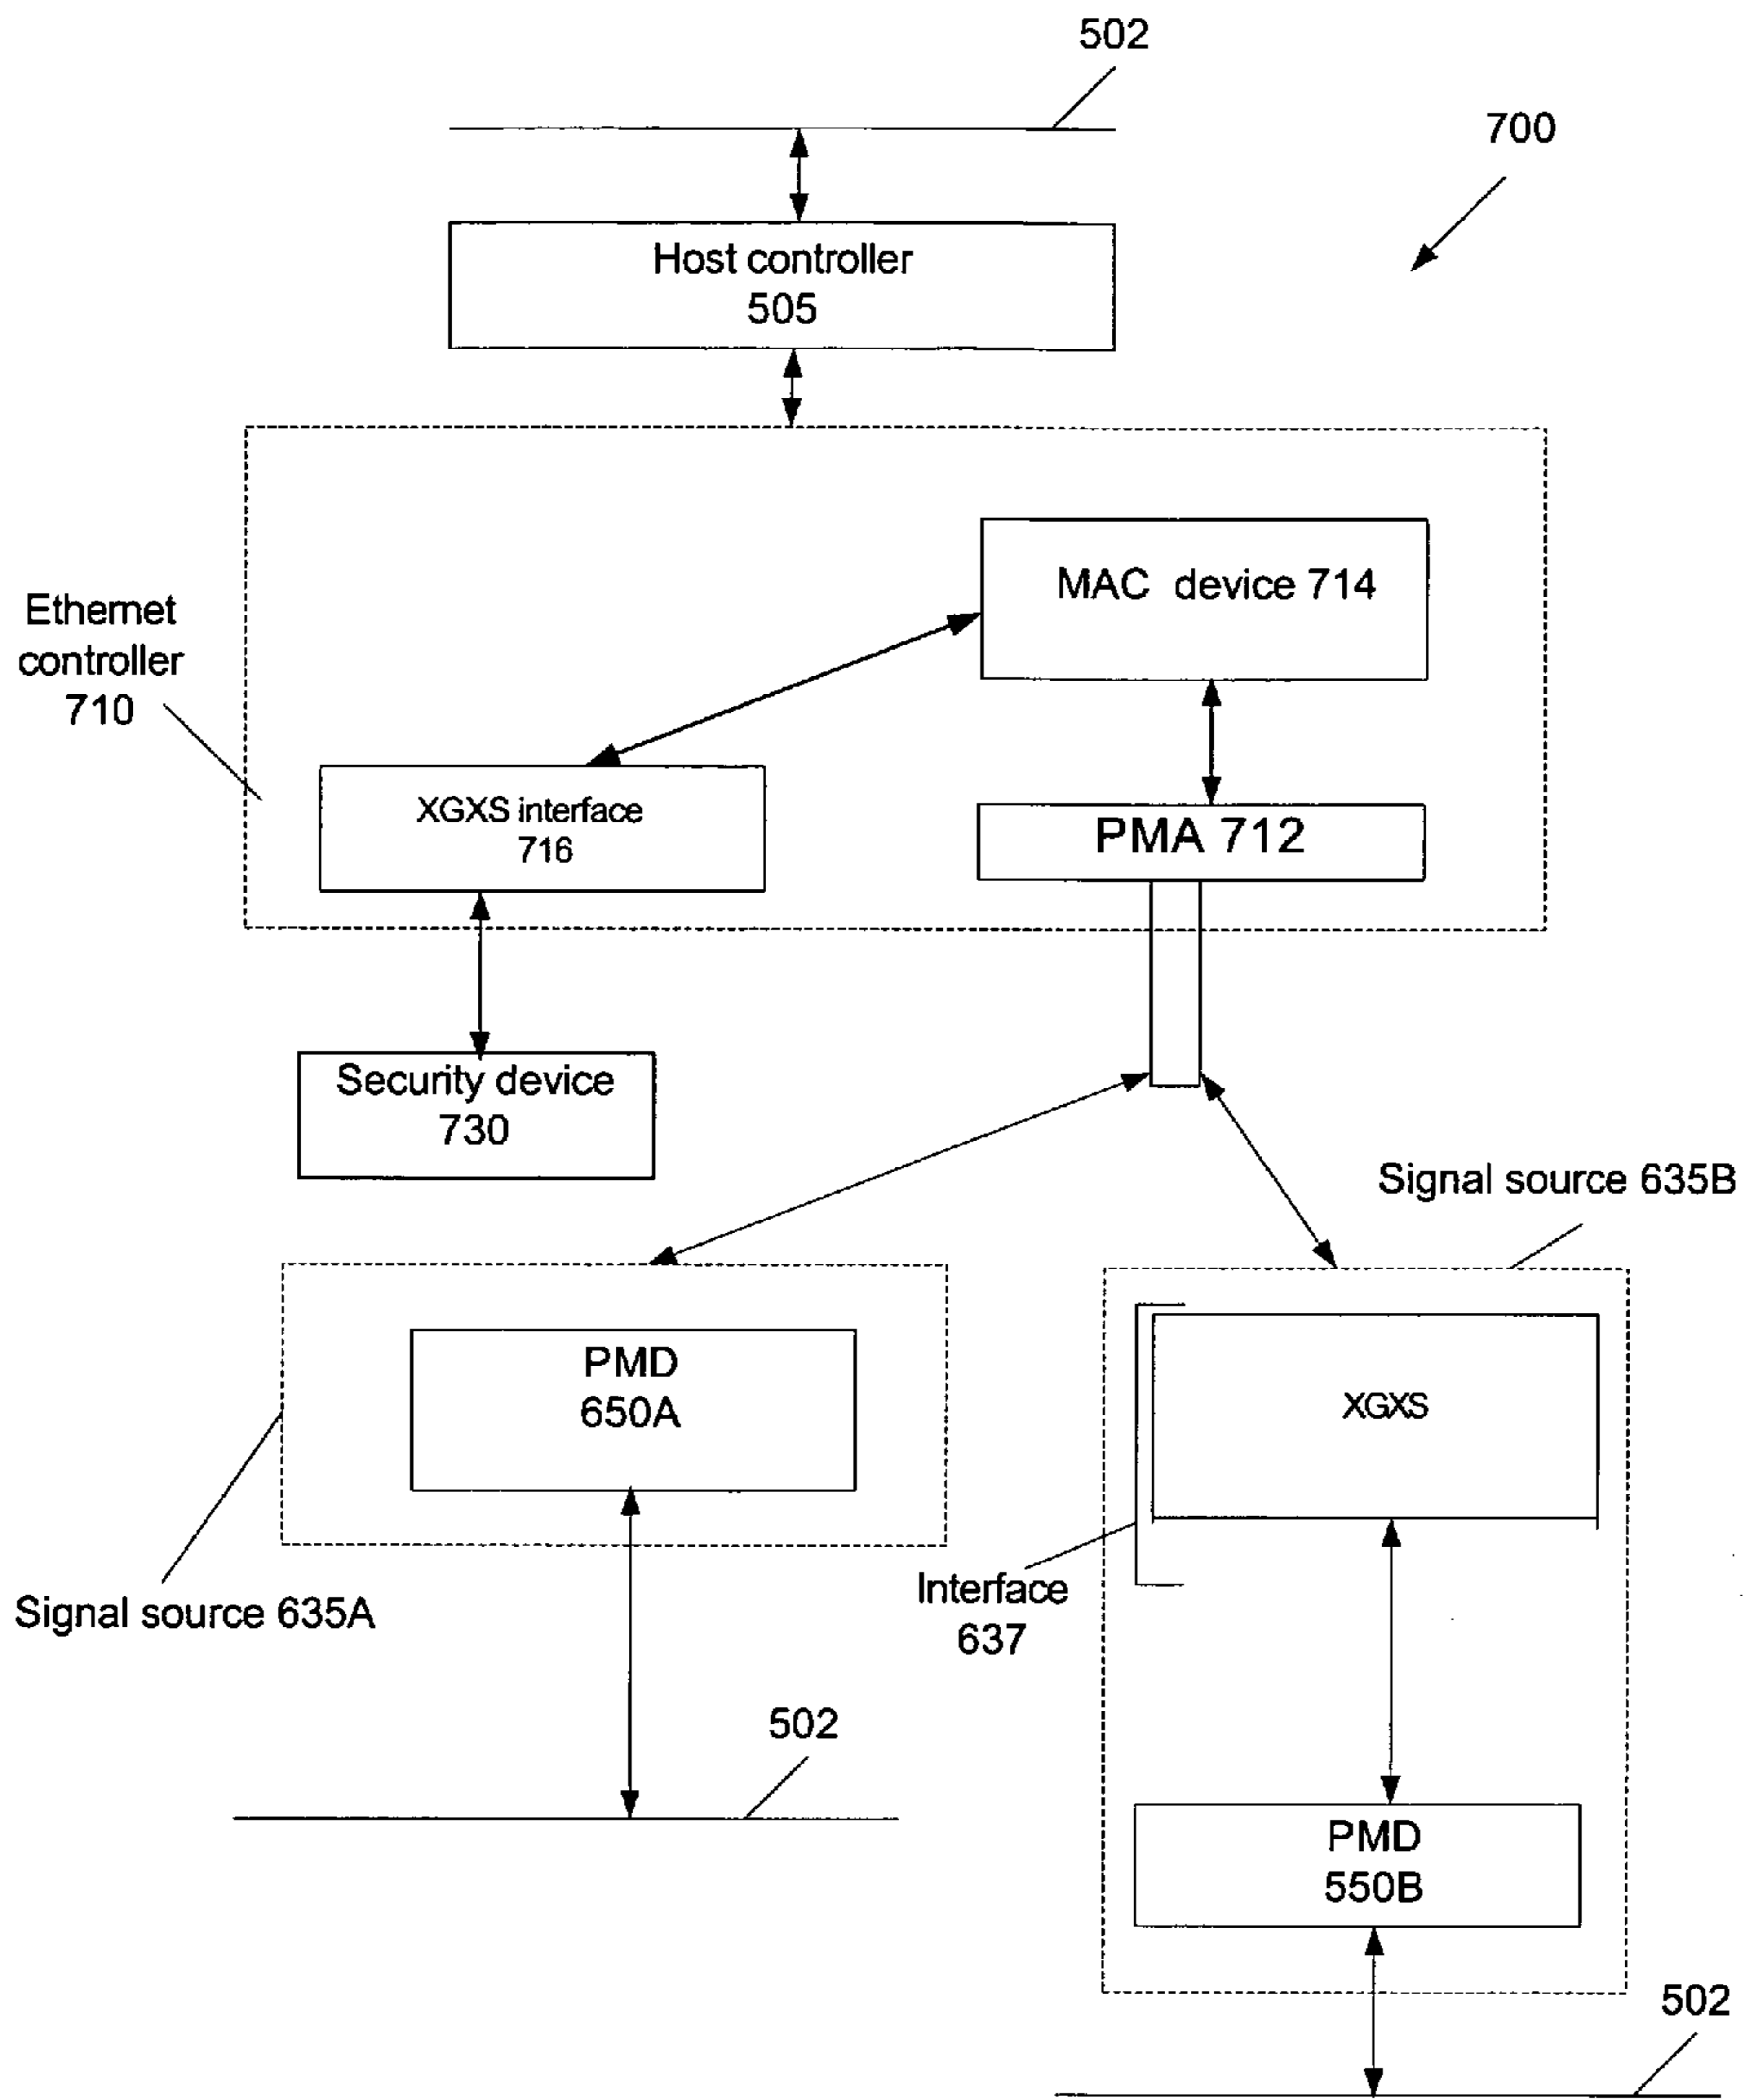 502
700
Host controller
505
MAC device 714
Ethernet
controller
710
XGXS interface
716
PMA 712
Security device
730
Signal source 635B
PMD
650A
XGXS
Interface
637
Signal source 635A
502
PMD
550B
502